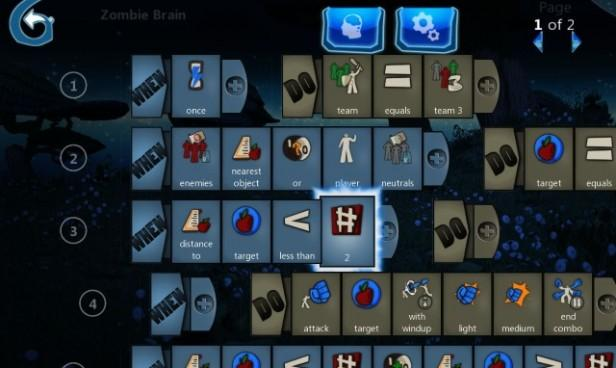 Zombie Brain
Page
1 of 2
1
WHEN
once
DO
team
equals
team 3
2
WHEN
enemies
nearest
object
or
player
neutrals
DO
target
equals
3
WHEN
distance
to
target
less than
2
DO
4
WHEN
DO
attack
target
with
windup
light
medium
end
combo
WHEN